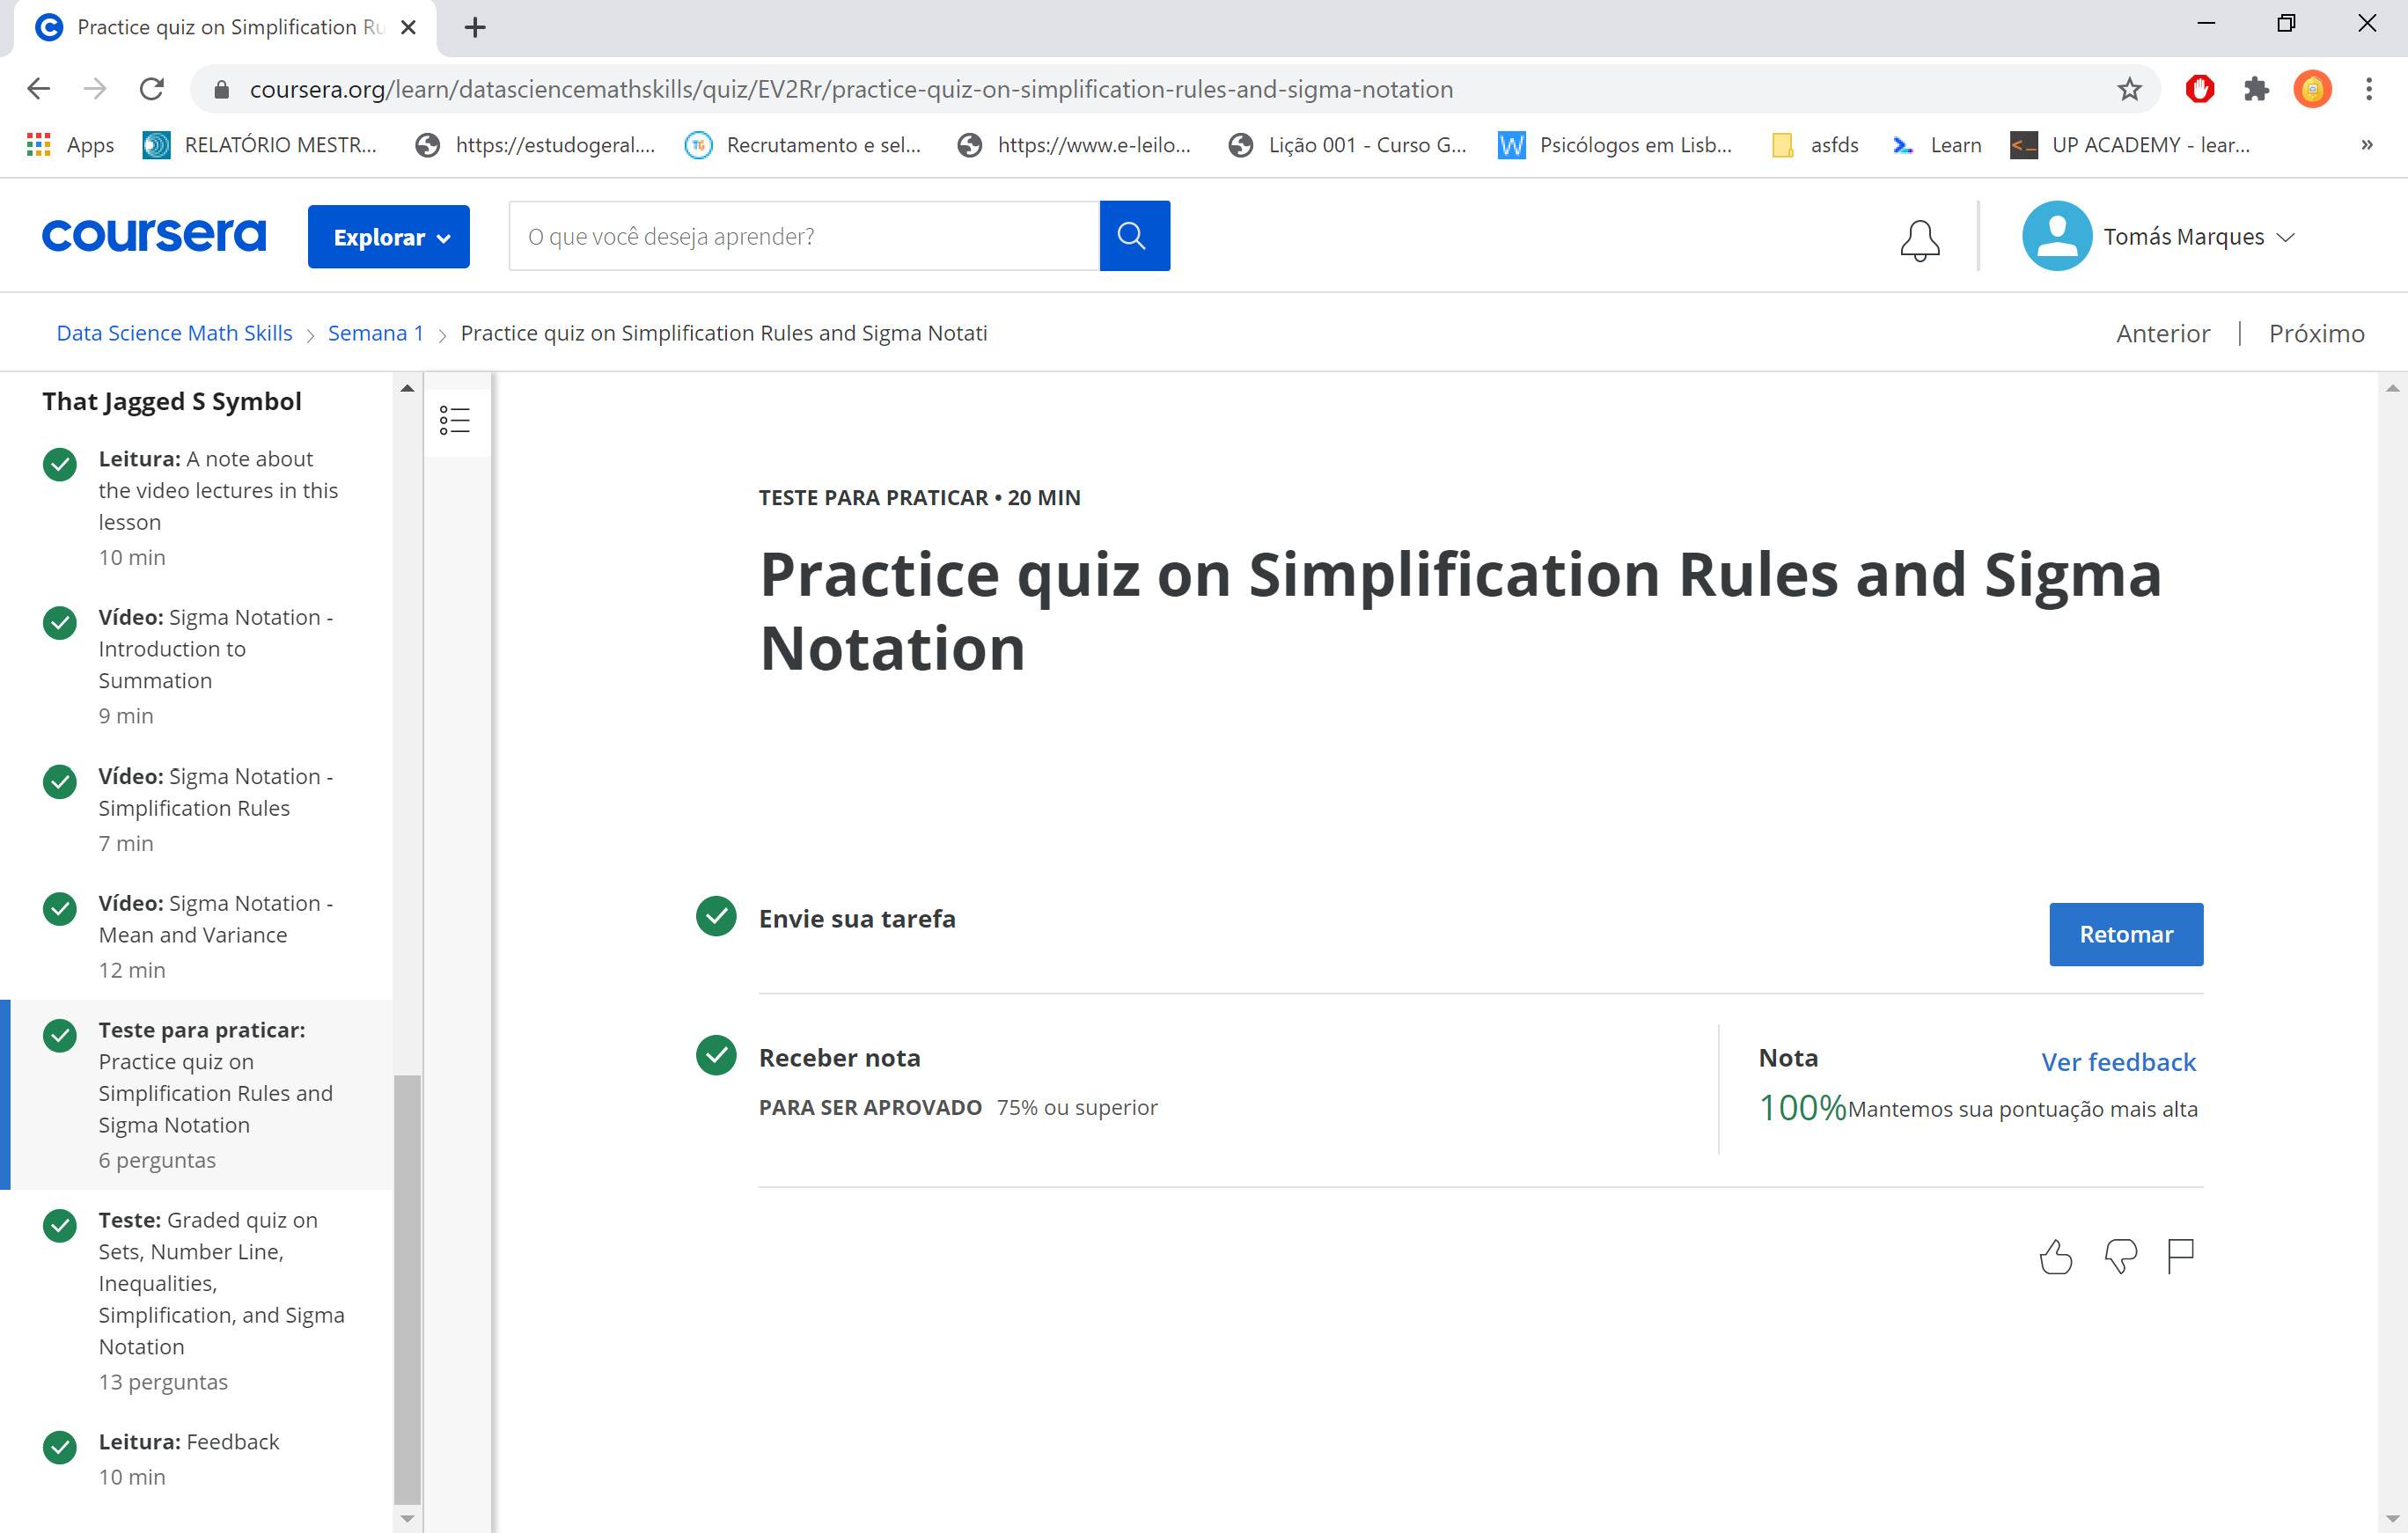 Practice quiz on Simplification Ru
coursera.org/learn/datasciencemathskills/quiz/EV2Rr/practice-quiz-on-simplification-rules-and-sigma-notation
Apps
RELATÓRIO MESTR...
https://estudogeral....
TG
Recrutamento e sel...
https://www.e-leilo...
Lição 001 - Curso G...
W
Psicólogos em Lisb...
asfds
Learn
UP ACADEMY - lear...
»
coursera
Explorar
O que você deseja aprender?
Tomás Marques
Data Science Math Skills > Semana 1 > Practice quiz on Simplification Rules and Sigma Notati
Anterior | Próximo
That Jagged S Symbol
Leitura: A note about
the video lectures in this
lesson
10 min
Vídeo: Sigma Notation -
Introduction to
Summation
9 min
Vídeo: Sigma Notation -
Simplification Rules
7 min
Vídeo: Sigma Notation -
Mean and Variance
12 min
Teste para praticar:
Practice quiz on
Simplification Rules and
Sigma Notation
6 perguntas
Teste: Graded quiz on
Sets, Number Line,
Inequalities,
Simplification, and Sigma
Notation
13 perguntas
Leitura: Feedback
10 min
TESTE PARA PRATICAR • 20 MIN
Practice quiz on Simplification Rules and Sigma
Notation
Envie sua tarefa
Retomar
Receber nota
PARA SER APROVADO 75% ou superior
Nota
Ver feedback
100% Mantemos sua pontuação mais alta